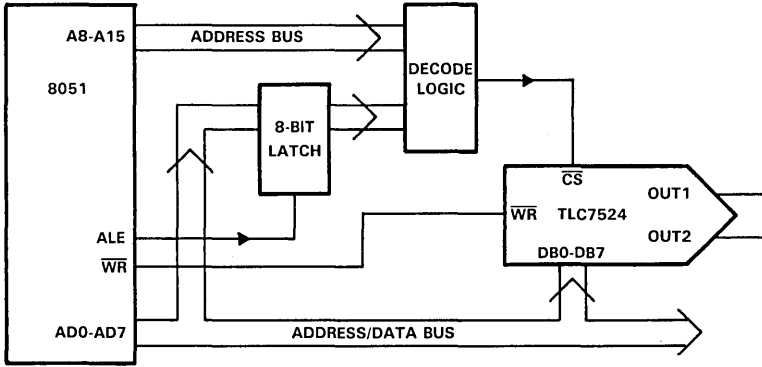 A8-A15
ADDRESS BUS
8051
DECODE
LOGIC
8-BIT
LATCH
CS
OUT1
WR
TLC7524
ALE
OUT2
WR
DB0-DB7
AD0-AD7
ADDRESS/DATA BUS